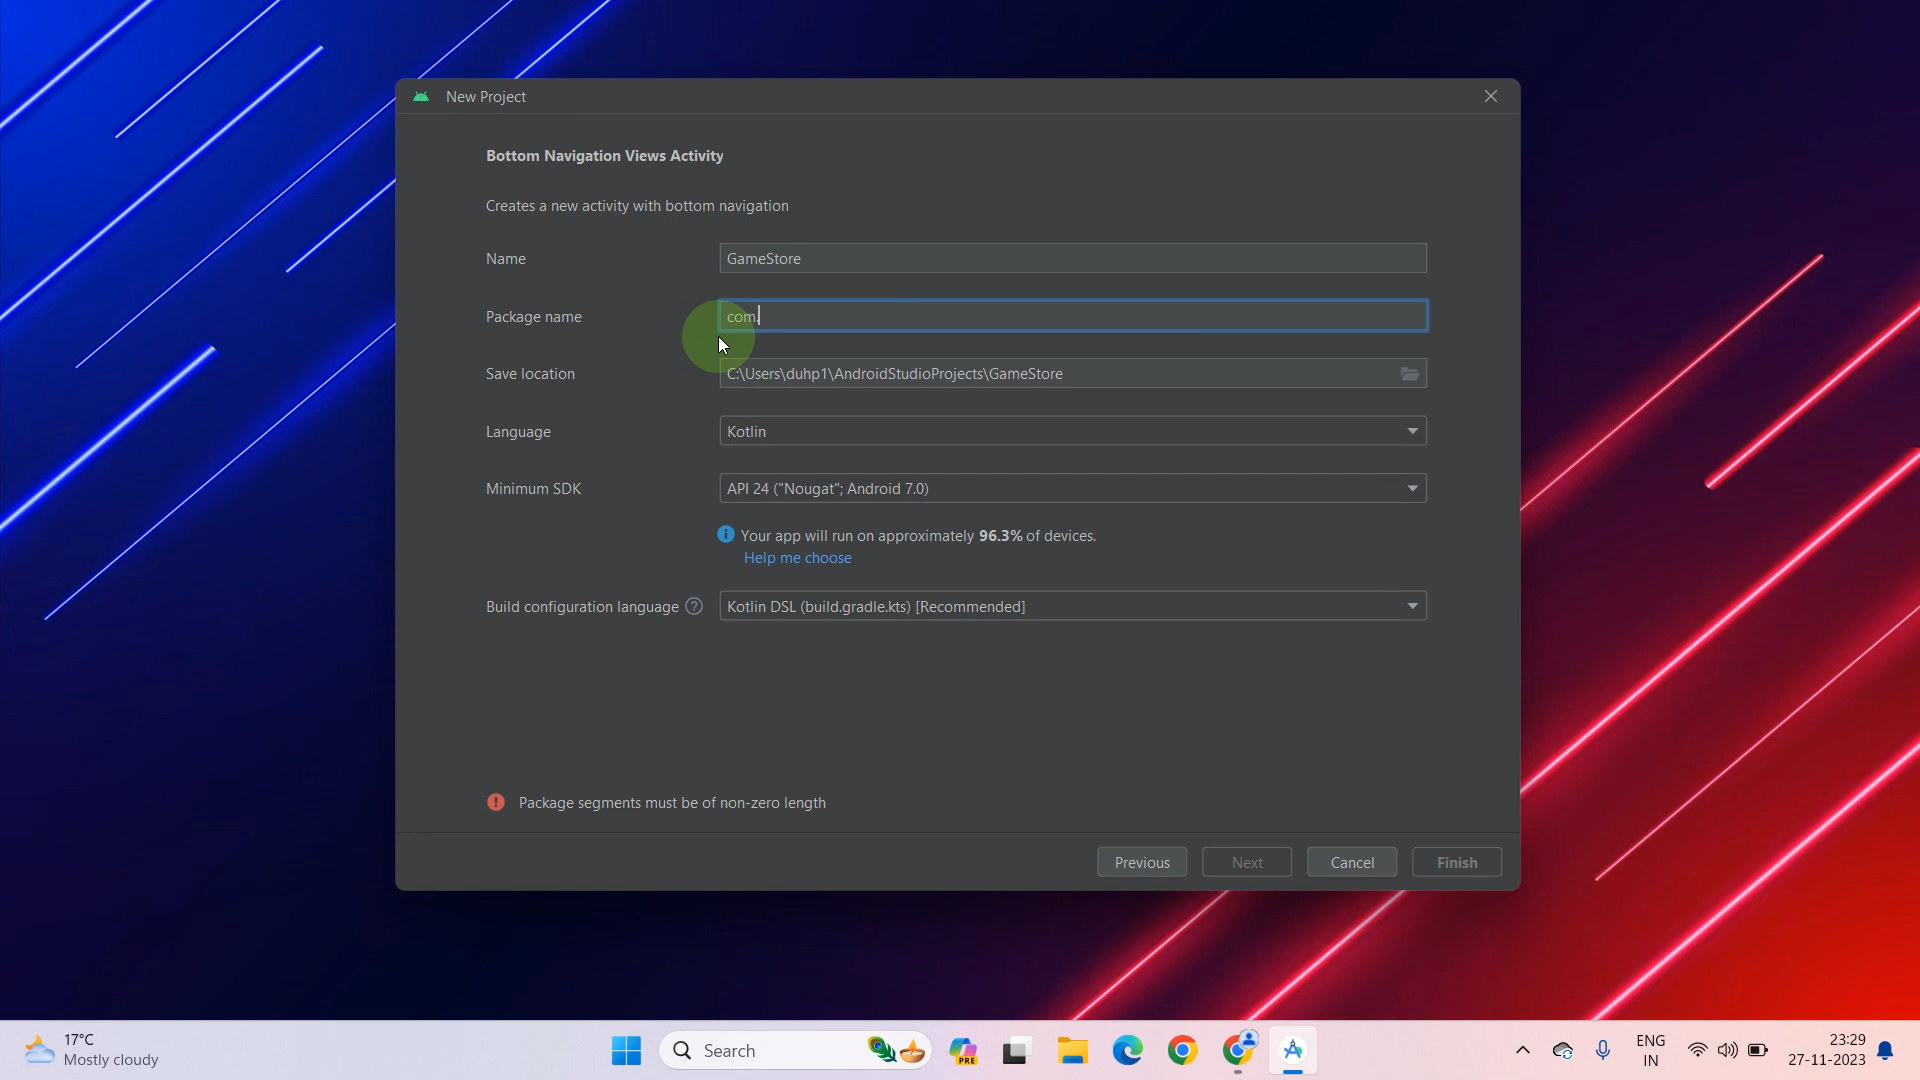 New Project
Bottom Navigation Views Activity
Creates a new activity with bottom navigation
Name
GameStore
Package name
com.
Save location
C:\Users\duhp1\AndroidStudioProjects\GameStore
Language
Kotlin
Minimum SDK
API 24 ("Nougat"; Android 7.0)
Your app will run on approximately 96.3% of devices.
Help me choose
Build configuration language ?
Kotlin DSL (build.gradle.kts) [Recommended]
Package segments must be of non-zero length
Previous
Next
Cancel
Finish
17°C
Mostly cloudy
Search
PRE
ENG
IN
23:29
27-11-2023